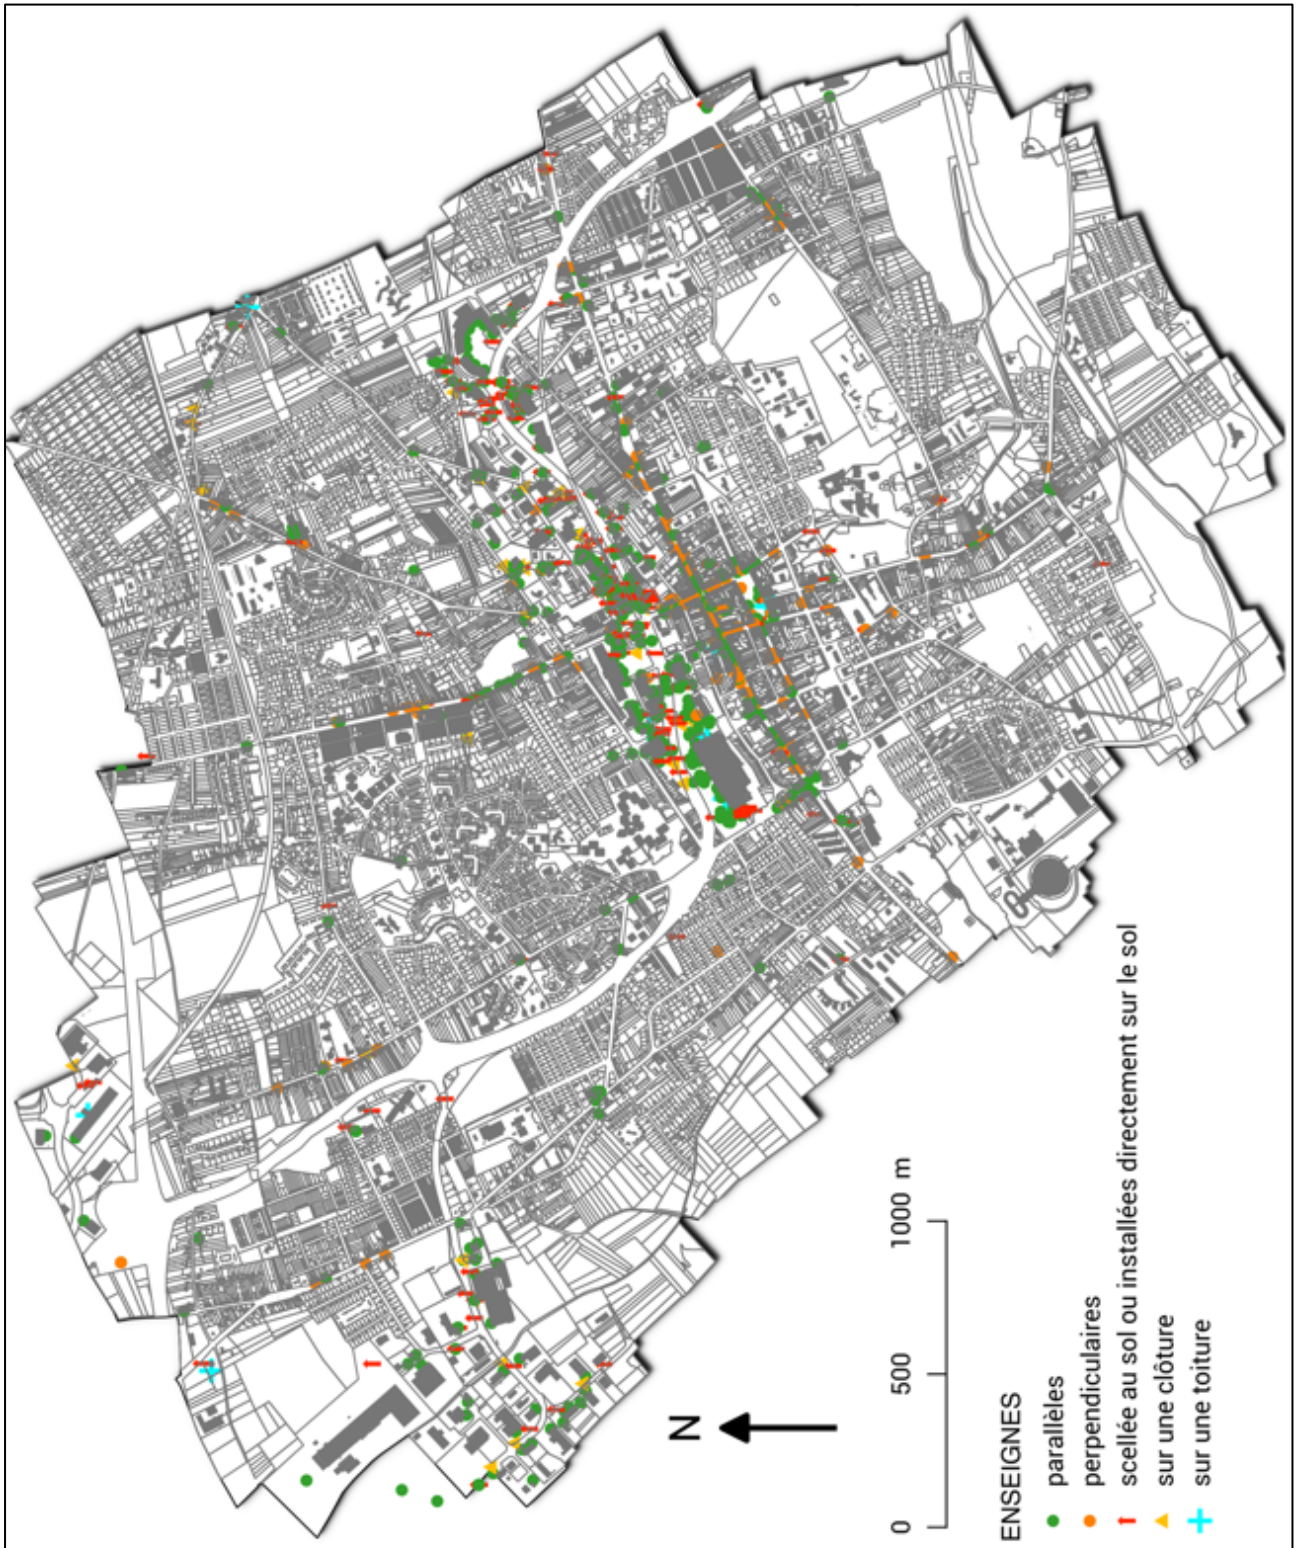 N
0 500 1000 m
ENSEIGNES
parallèles
perpendiculaires
scellée au sol ou installées directement sur le sol
sur une clôture
sur une toiture